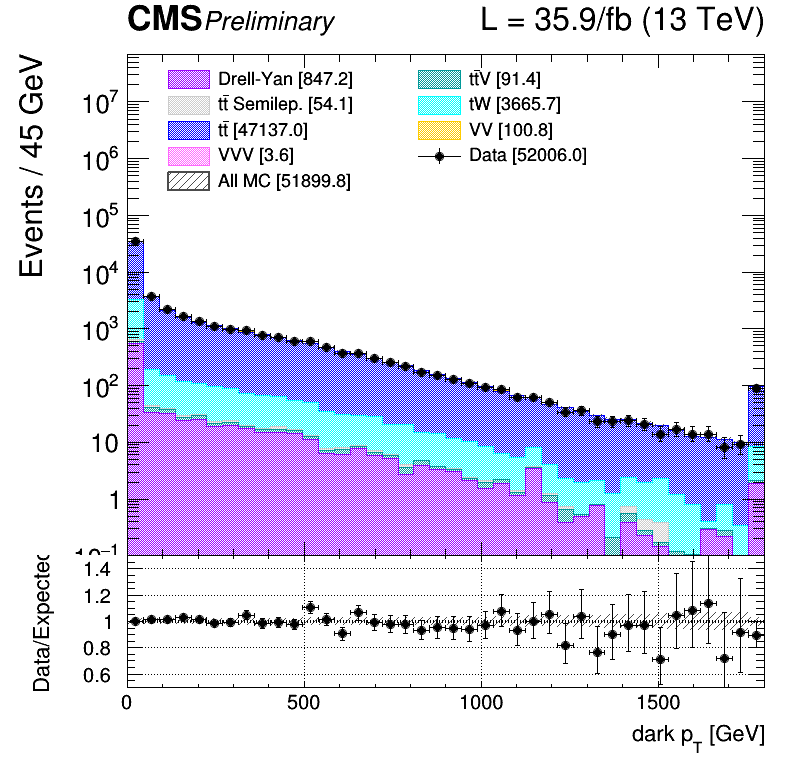 CMS Preliminary L = 35.9/fb (13 TeV)
Events / 45 GeV
Drell-Yan [847.2]
tt̄ Semilep. [54.1]
tt̄ [47137.0]
VVV [3.6]
All MC [51899.8]
tt̄V [91.4]
tW [3665.7]
VV [100.8]
Data [52006.0]
10⁷
10⁶
10⁵
10⁴
10³
10²
10
1
10⁻¹
Data/Expected
1.4
1.2
1
0.8
0.6
0 500 1000 1500
dark p_T [GeV]